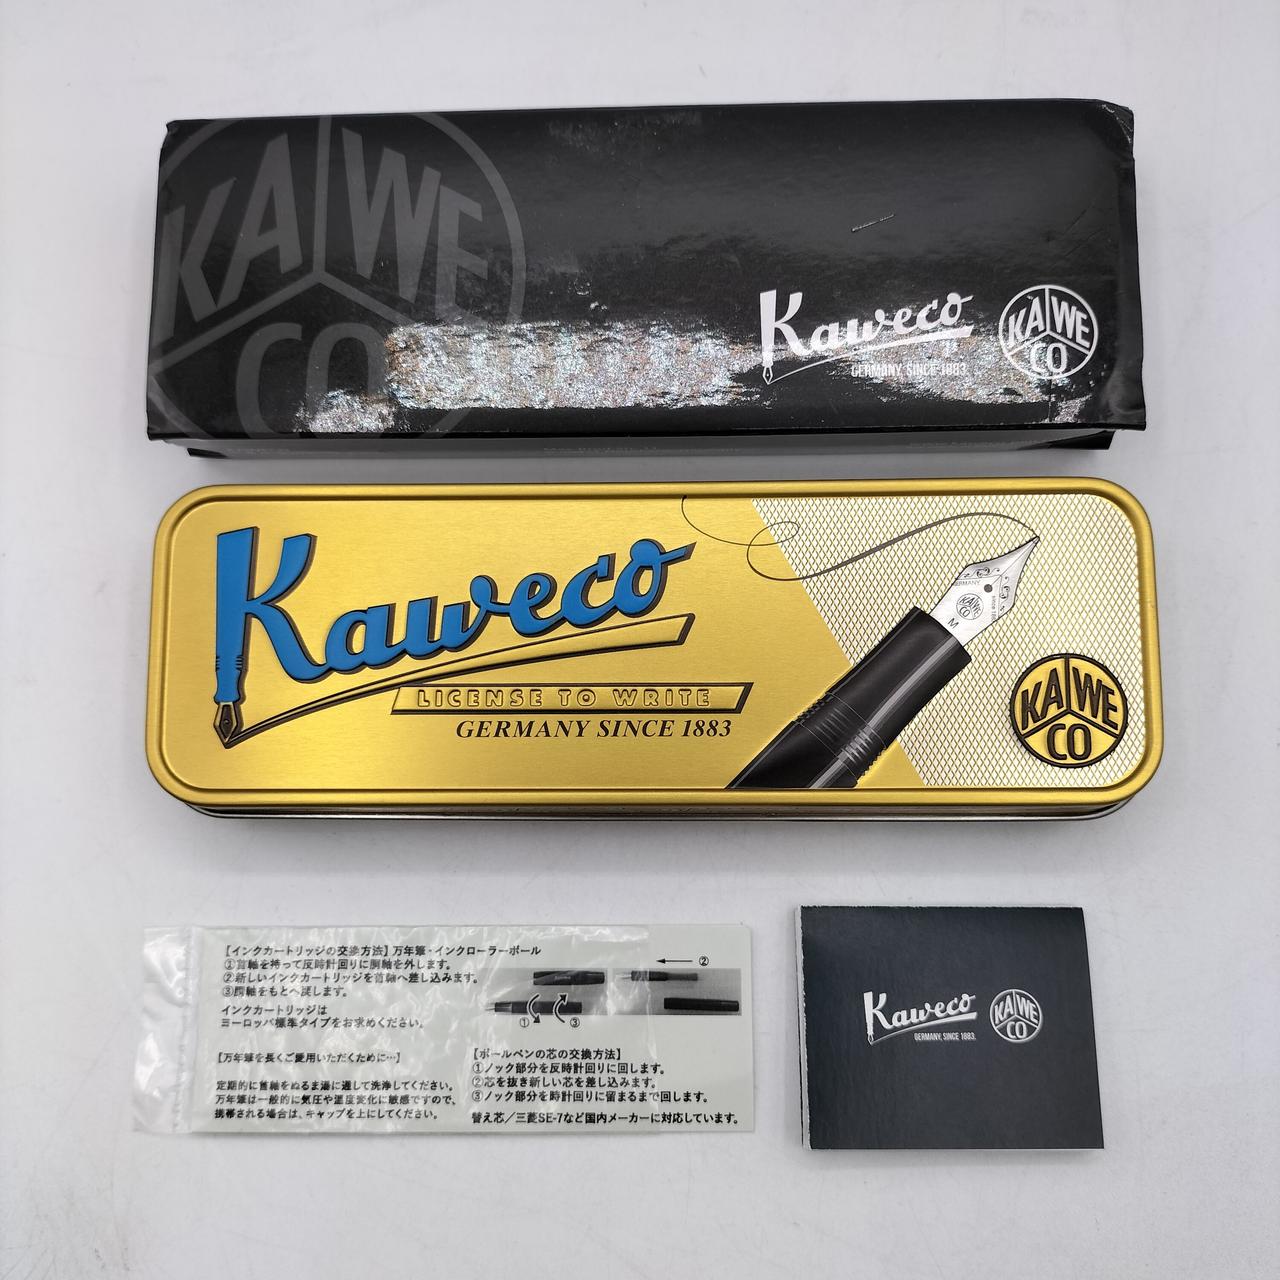 KAWE
CO
Kaweco
GERMANY, SINCE 1883.
KAWE
CO
Kaweco
LICENSE TO WRITE
GERMANY SINCE 1883
GERMANY
KAWE
CO
since 1883
M
KAWE
CO
【インクカートリッジの交換方法】万年筆・インクローラーボール
①首軸を持って反時計回りに胴軸を外します。
②新しいインクカートリッジを首軸へ差し込みます。
③胴軸をもとへ戻します。
インクカートリッジは
ヨーロッパ標準タイプをお求めください。
②
①
③
【万年筆を長くご愛用いただくために…】
定期的に首軸をぬるま湯に通して洗浄してください。
万年筆は一般的に気圧や温度変化に敏感ですので、
携帯される場合は、キャップを上にしてください。
【ボールペンの芯の交換方法】
①ノック部分を反時計回りに回します。
②芯を抜き新しい芯を差し込みます。
③ノック部分を時計回りに留まるまで回します。
替え芯／三菱SE-7など国内メーカーに対応しています。
Kaweco
GERMANY, SINCE 1883.
KAWE
CO